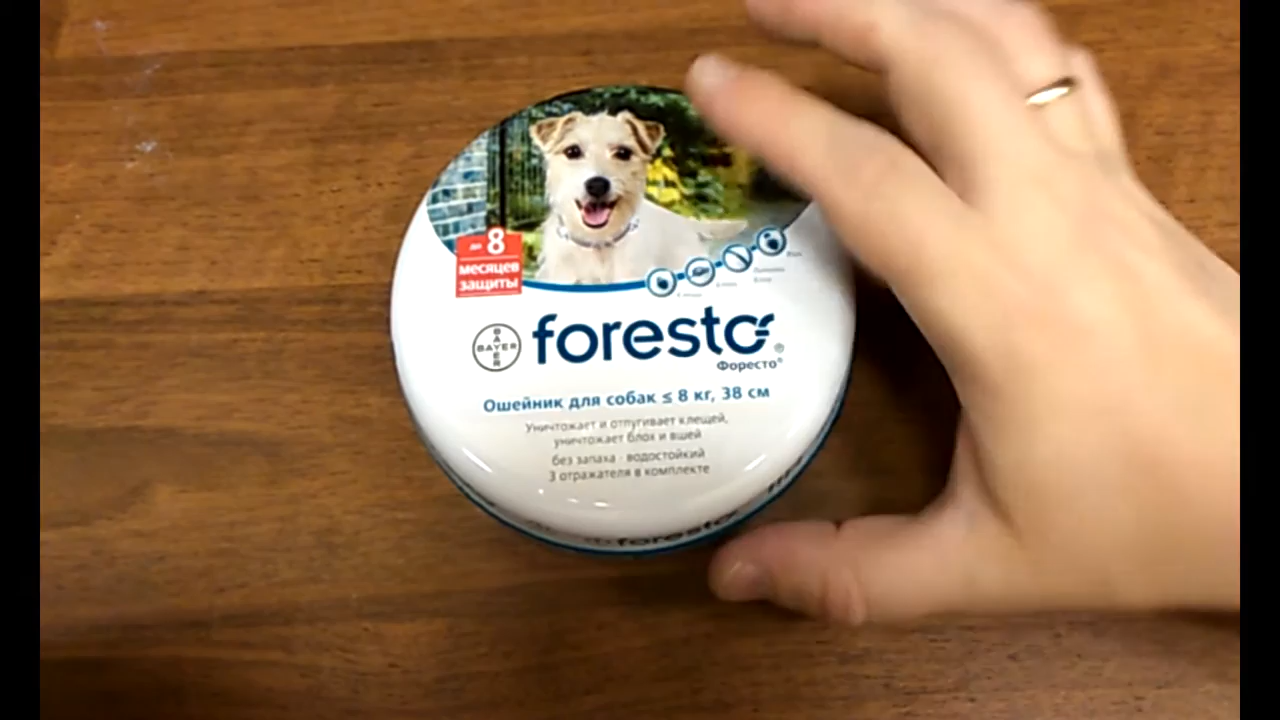 до 8
месяцев
защиты
BAYER
BAYER
foresto®
Форесто®
Ошейник для собак ≤ 8 кг, 38 см
Уничтожает и отпугивает клещей,
уничтожает блох и вшей
без запаха · водостойкий
3 отражателя в комплекте
foresto